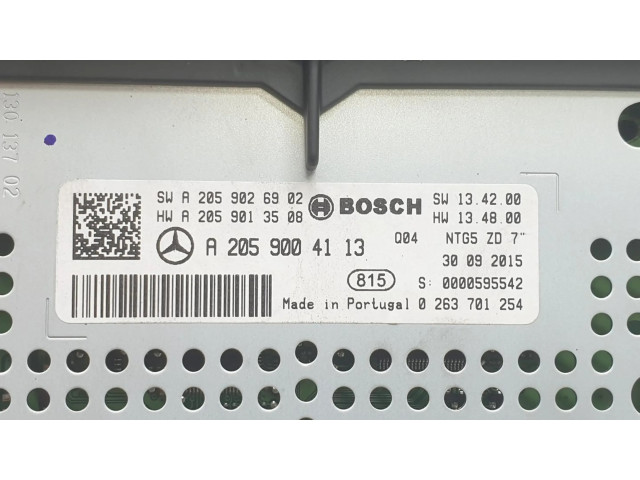 130 137 02
SW A 205 902 69 02
HW A 205 901 35 08
BOSCH
SW 13.42.00
HW 13.48.00
A 205 900 41 13
Q04 NTG5 ZD 7"
30 09 2015
815
S: 0000595542
Made in Portugal 0 263 701 254